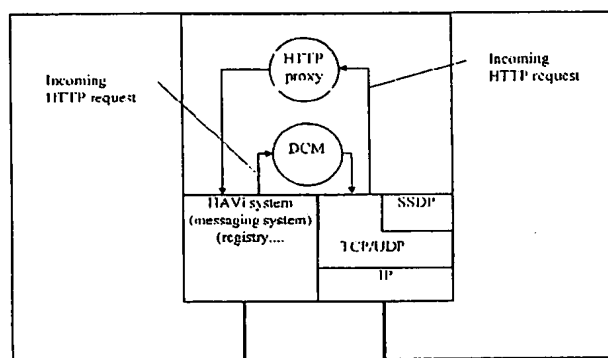 HTTP
proxy
Incoming
HTTP request
Incoming
HTTP request
DCM
HAVi system
(messaging system)
(registry....
SSDP
TCP/UDP
IP